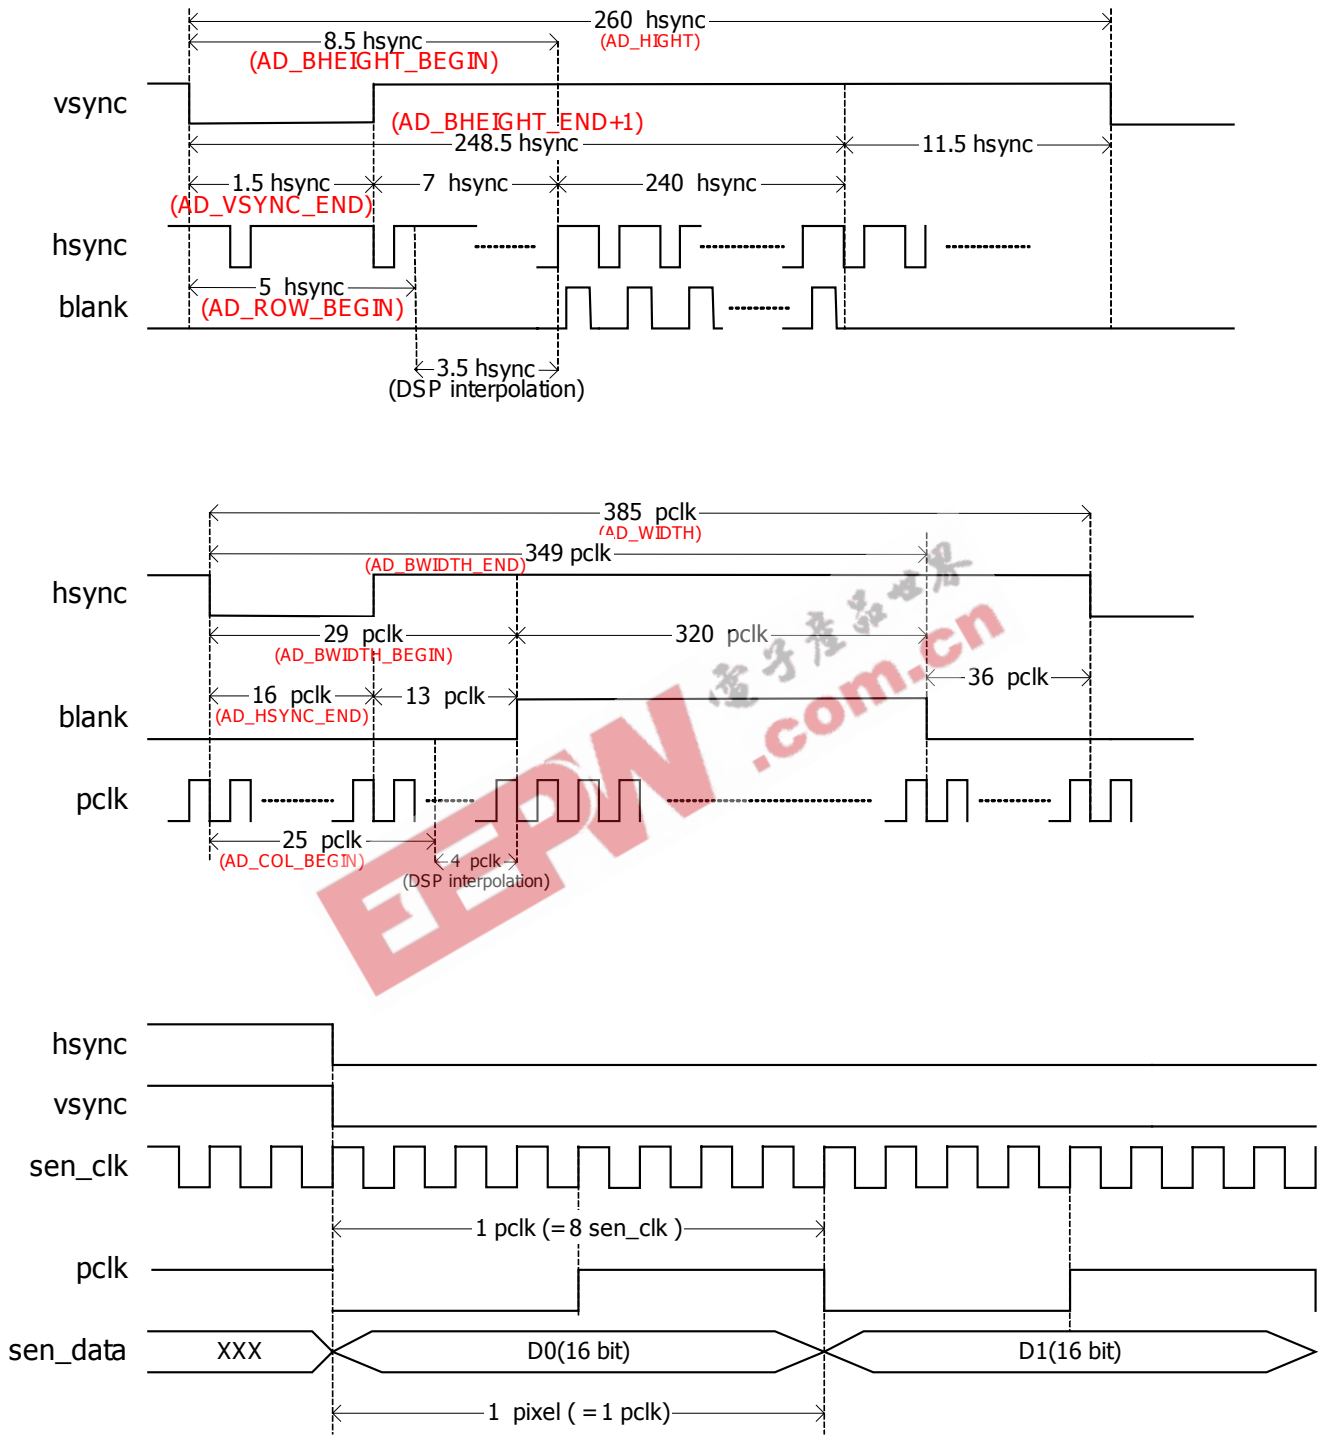 260 hsync
(AD_HIGHT)
8.5 hsync
(AD_BHEIGHT_BEGIN)
vsync
(AD_BHEIGHT_END+1)
248.5 hsync
11.5 hsync
1.5 hsync
7 hsync
240 hsync
(AD_VSYNC_END)
hsync
5 hsync
(AD_ROW_BEGIN)
blank
3.5 hsync
(DSP interpolation)
385 pclk
(AD_WIDTH)
349 pclk
(AD_BWIDTH_END)
hsync
29 pclk
320 pclk
(AD_BWIDTH_BEGIN)
36 pclk
16 pclk
13 pclk
(AD_HSYNC_END)
blank
pclk
25 pclk
(AD_COL_BEGIN)
4 pclk
(DSP interpolation)
EEPW
電子產品世界
.com.cn
hsync
vsync
sen_clk
1 pclk (=8 sen_clk )
pclk
sen_data
XXX
D0(16 bit)
D1(16 bit)
1 pixel ( =1 pclk)